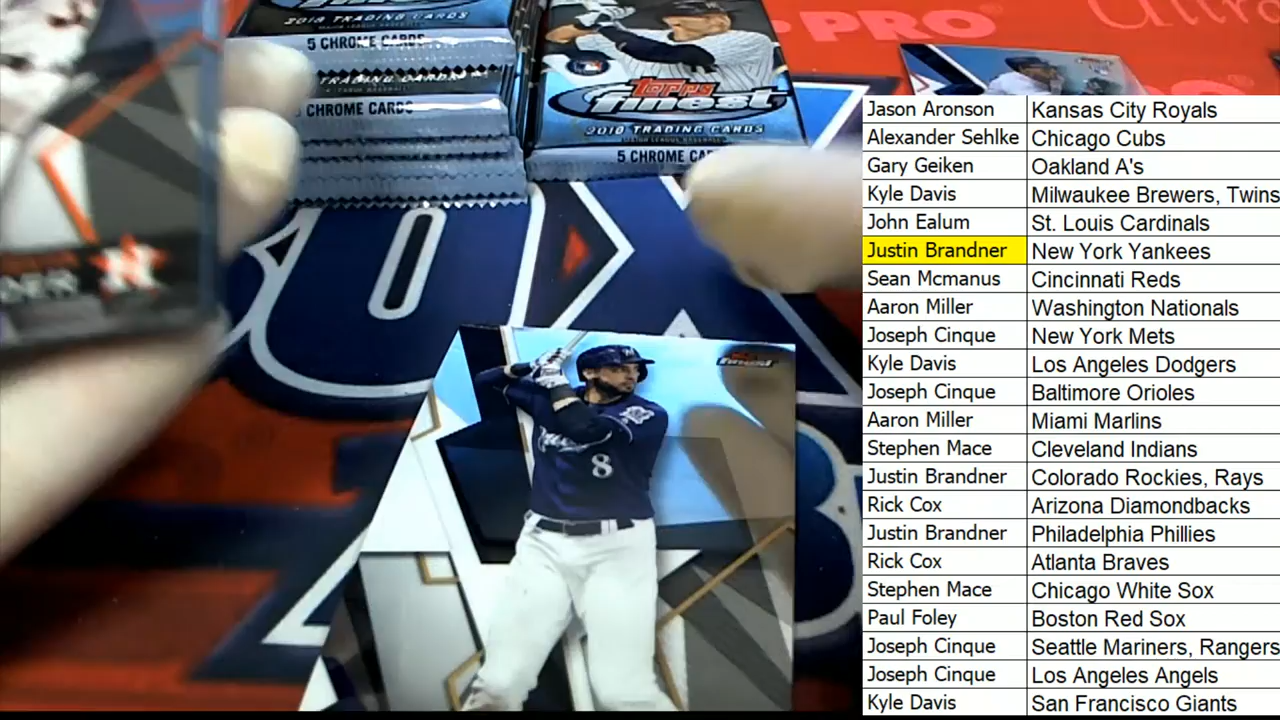 2018 TRADING CARDS
5 CHROME CARDS
TRADING CARDS
CHROME CARDS
TOPPS
finest
2018 TRADING CARDS
5 CHROME CA
PRO
Ultra
DER
finest
8
Jason Aronson Kansas City Royals
Alexander Sehlke Chicago Cubs
Gary Geiken Oakland A's
Kyle Davis Milwaukee Brewers, Twins
John Ealum St. Louis Cardinals
Justin Brandner New York Yankees
Sean Mcmanus Cincinnati Reds
Aaron Miller Washington Nationals
Joseph Cinque New York Mets
Kyle Davis Los Angeles Dodgers
Joseph Cinque Baltimore Orioles
Aaron Miller Miami Marlins
Stephen Mace Cleveland Indians
Justin Brandner Colorado Rockies, Rays
Rick Cox Arizona Diamondbacks
Justin Brandner Philadelphia Phillies
Rick Cox Atlanta Braves
Stephen Mace Chicago White Sox
Paul Foley Boston Red Sox
Joseph Cinque Seattle Mariners, Rangers
Joseph Cinque Los Angels Angels
Kyle Davis San Francisco Giants